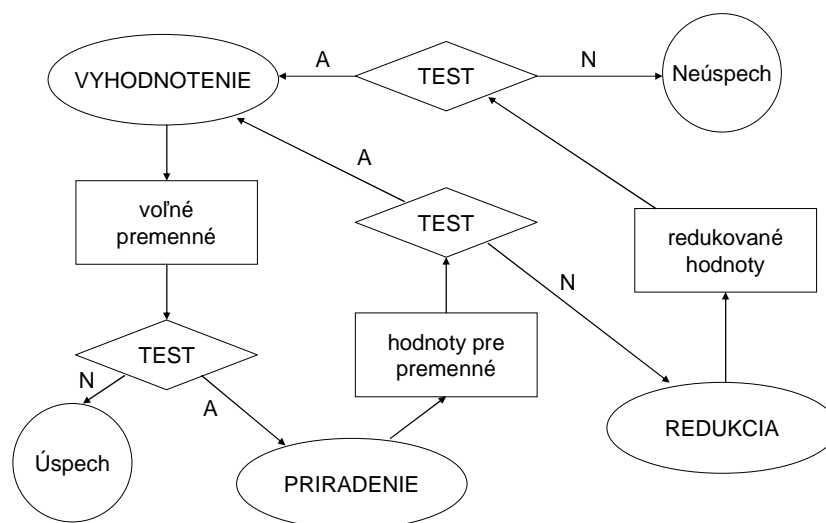 VYHODNOTENIE
A
TEST
N
Neúspech
A
voľné
premenné
TEST
redukované
hodnoty
N
TEST
hodnoty pre
premenné
N
A
REDUKCIA
Úspech
PRIRADENIE